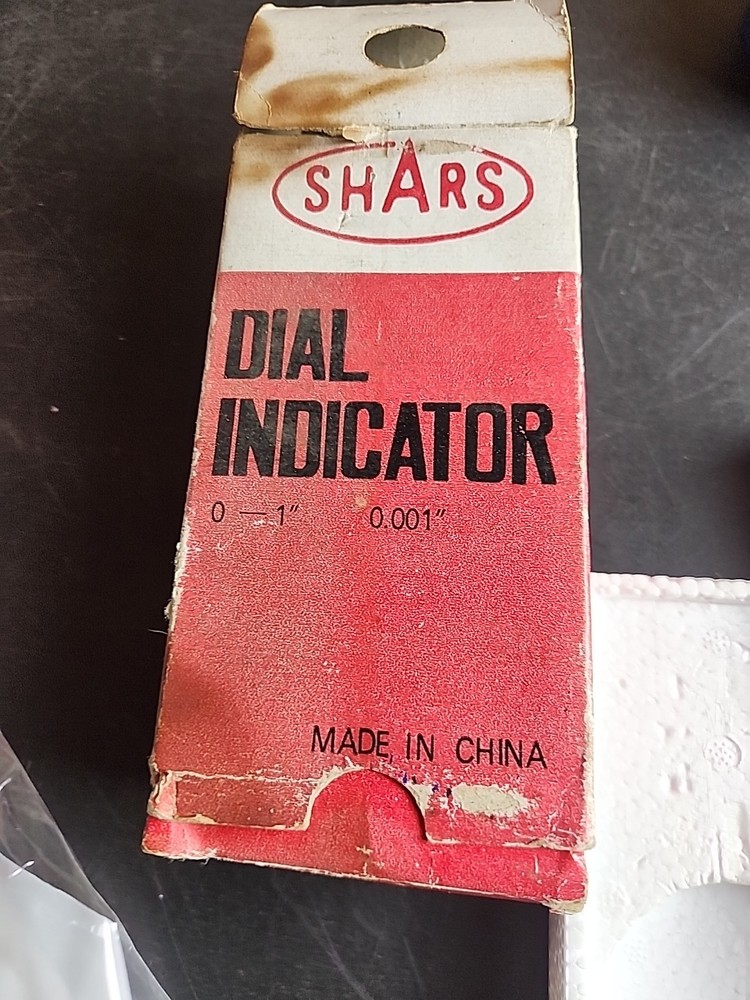 SHARS
DIAL
INDICATOR
0 — 1" 0.001"
MADE IN CHINA